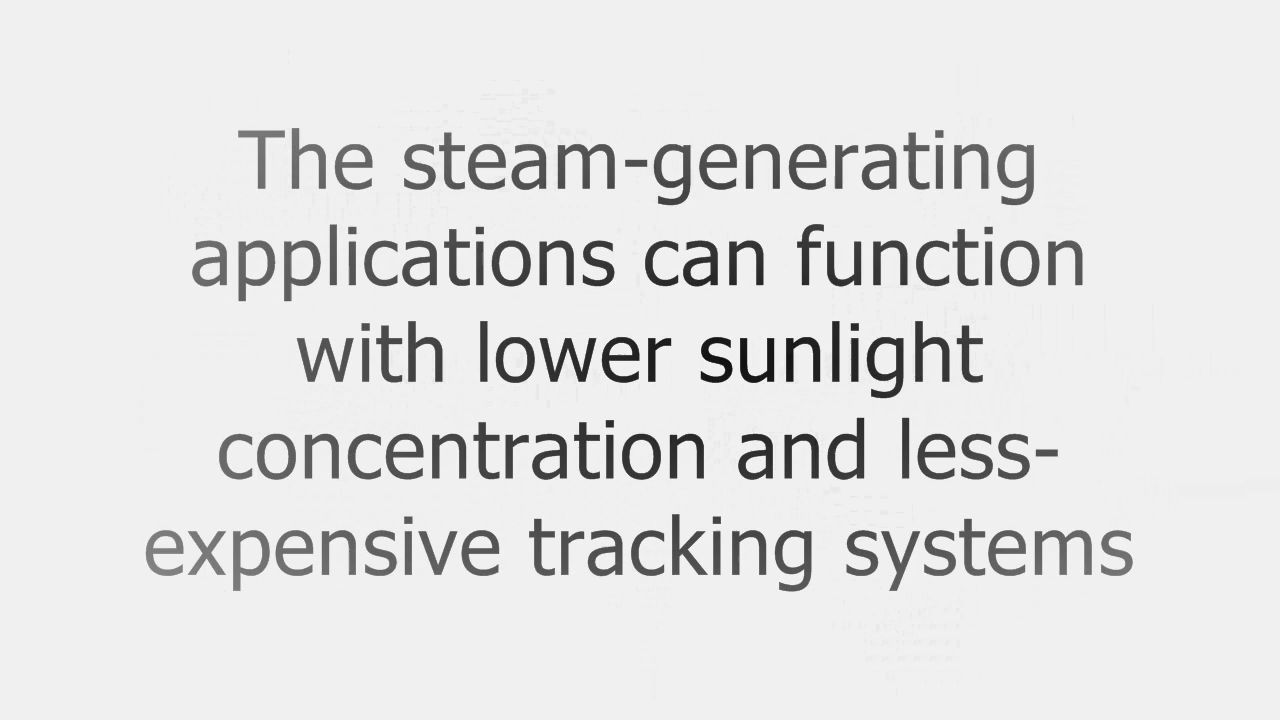 The steam-generating
applications can function
with lower sunlight
concentration and less-
expensive tracking systems